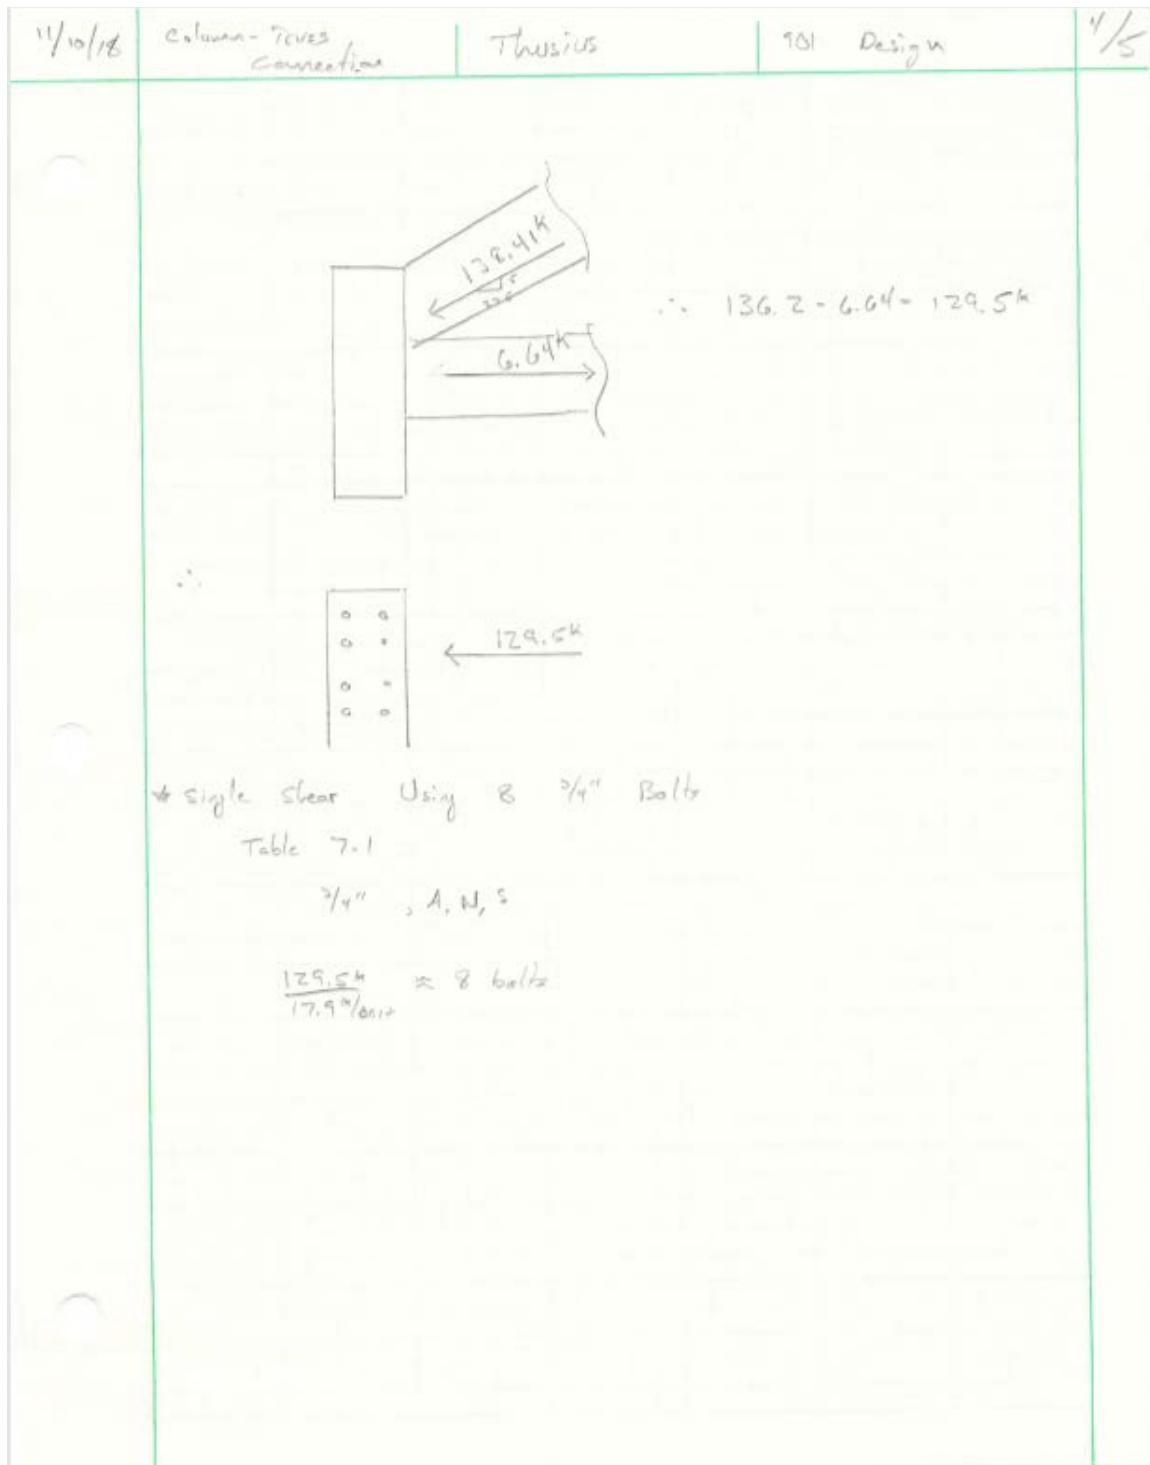 11/10/18
Column-Truss Connection
Thusius
901 Design
4/5
138.41k
6.64k
∴ 136.2 - 6.64 = 129.5k
∴
129.5k
* Single Shear Using 8 3/4" Bolts
Table 7-1
3/4" , A, N, S
129.5k
17.9k/Bolt
≈ 8 bolts